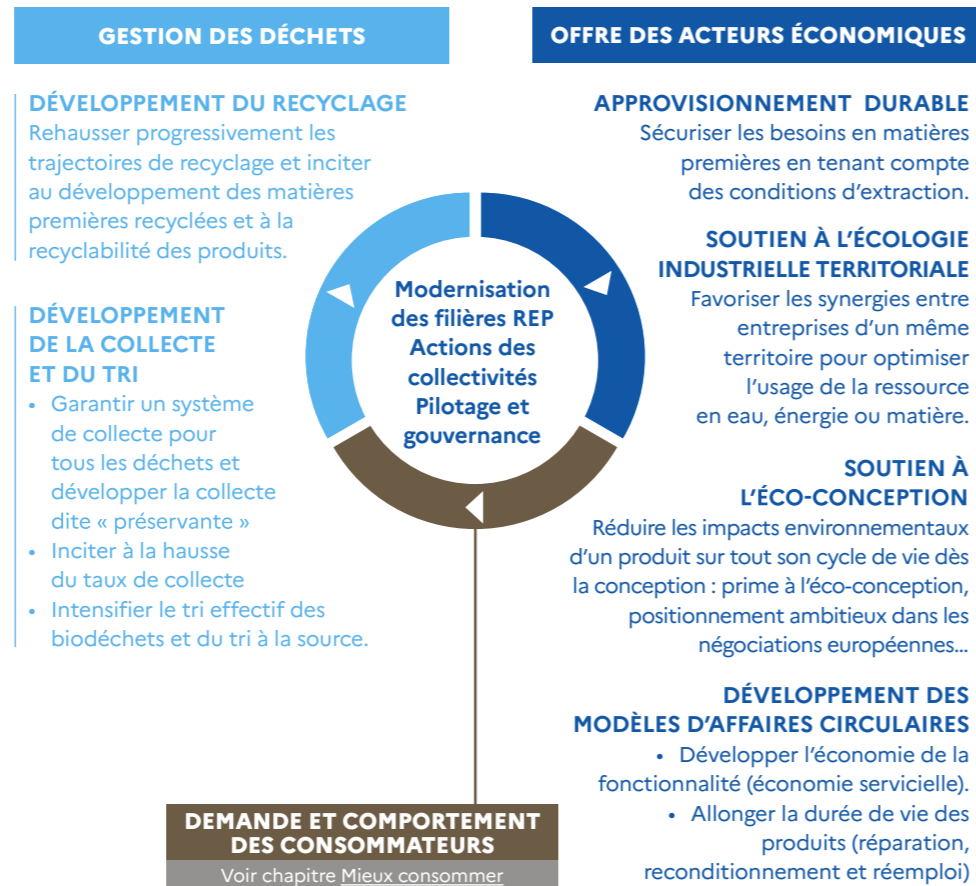 GESTION DES DÉCHETS
DÉVELOPPEMENT DU RECYCLAGE
Rehausser progressivement les
trajectoires de recyclage et inciter
au développement des matières
premières recyclées et à la
recyclabilité des produits.
DÉVELOPPEMENT
DE LA COLLECTE
ET DU TRI
• Garantir un système
de collecte pour
tous les déchets et
développer la collecte
dite « préservante »
• Inciter à la hausse
du taux de collecte
• Intensifier le tri effectif des
biodéchets et du tri à la source.
Modernisation
des filières REP
Actions des
collectivités
Pilotage et
gouvernance
OFFRE DES ACTEURS ÉCONOMIQUES
APPROVISIONNEMENT DURABLE
Sécuriser les besoins en matières
premières en tenant compte
des conditions d'extraction.
SOUTIEN À L'ÉCOLOGIE
INDUSTRIELLE TERRITORIALE
Favoriser les synergies entre
entreprises d'un même
territoire pour optimiser
l'usage de la ressource
en eau, énergie ou matière.
SOUTIEN À
L'ÉCO-CONCEPTION
Réduire les impacts environnementaux
d'un produit sur tout son cycle de vie dès
la conception : prime à l'éco-conception,
positionnement ambitieux dans les
négociations européennes...
DÉVELOPPEMENT DES
MODÈLES D'AFFAIRES CIRCULAIRES
• Développer l'économie de la
fonctionnalité (économie servicielle).
• Allonger la durée de vie des
produits (réparation,
reconditionnement et réemploi)
DEMANDE ET COMPORTEMENT
DES CONSOMMATEURS
Voir chapitre Mieux consommer